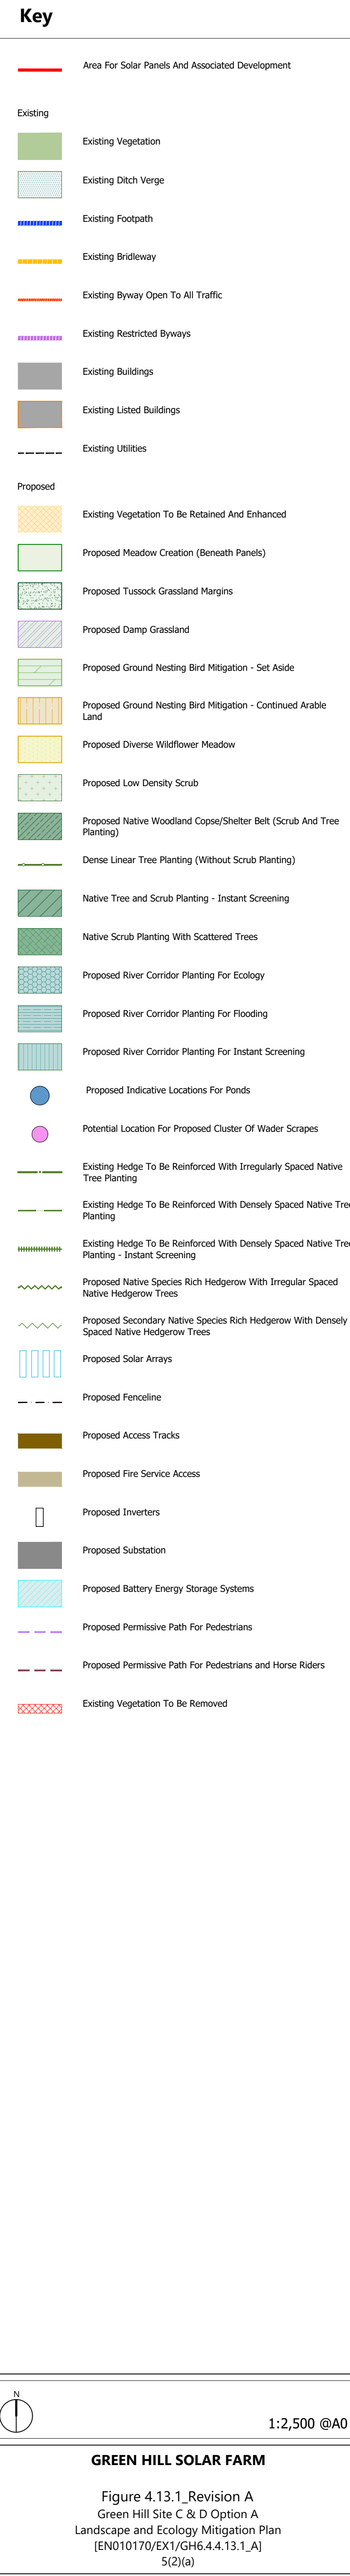 Key
Area For Solar Panels And Associated Development
Existing
Existing Vegetation
Existing Ditch Verge
Existing Footpath
Existing Bridleway
Existing Byway Open To All Traffic
Existing Restricted Byways
Existing Buildings
Existing Listed Buildings
Existing Utilities
Proposed
Existing Vegetation To Be Retained And Enhanced
Proposed Meadow Creation (Beneath Panels)
Proposed Tussock Grassland Margins
Proposed Damp Grassland
Proposed Ground Nesting Bird Mitigation - Set Aside
Proposed Ground Nesting Bird Mitigation - Continued Arable
Land
Proposed Diverse Wildflower Meadow
Proposed Low Density Scrub
Proposed Native Woodland Copse/Shelter Belt (Scrub And Tree
Planting)
Dense Linear Tree Planting (Without Scrub Planting)
Native Tree and Scrub Planting - Instant Screening
Native Scrub Planting With Scattered Trees
Proposed River Corridor Planting For Ecology
Proposed River Corridor Planting For Flooding
Proposed River Corridor Planting For Instant Screening
Proposed Indicative Locations For Ponds
Potential Location For Proposed Cluster Of Wader Scrapes
Existing Hedge To Be Reinforced With Irregularly Spaced Native
Tree Planting
Existing Hedge To Be Reinforced With Densely Spaced Native Tree
Planting
Existing Hedge To Be Reinforced With Densely Spaced Native Tree
Planting - Instant Screening
Proposed Native Species Rich Hedgerow With Irregular Spaced
Native Hedgerow Trees
Proposed Secondary Native Species Rich Hedgerow With Densely
Spaced Native Hedgerow Trees
Proposed Solar Arrays
Proposed Fenceline
Proposed Access Tracks
Proposed Fire Service Access
Proposed Inverters
Proposed Substation
Proposed Battery Energy Storage Systems
Proposed Permissive Path For Pedestrians
Proposed Permissive Path For Pedestrians and Horse Riders
Existing Vegetation To Be Removed
N
1:2,500 @A0
GREEN HILL SOLAR FARM
Figure 4.13.1_Revision A
Green Hill Site C & D Option A
Landscape and Ecology Mitigation Plan
[EN010170/EX1/GH6.4.4.13.1_A]
5(2)(a)